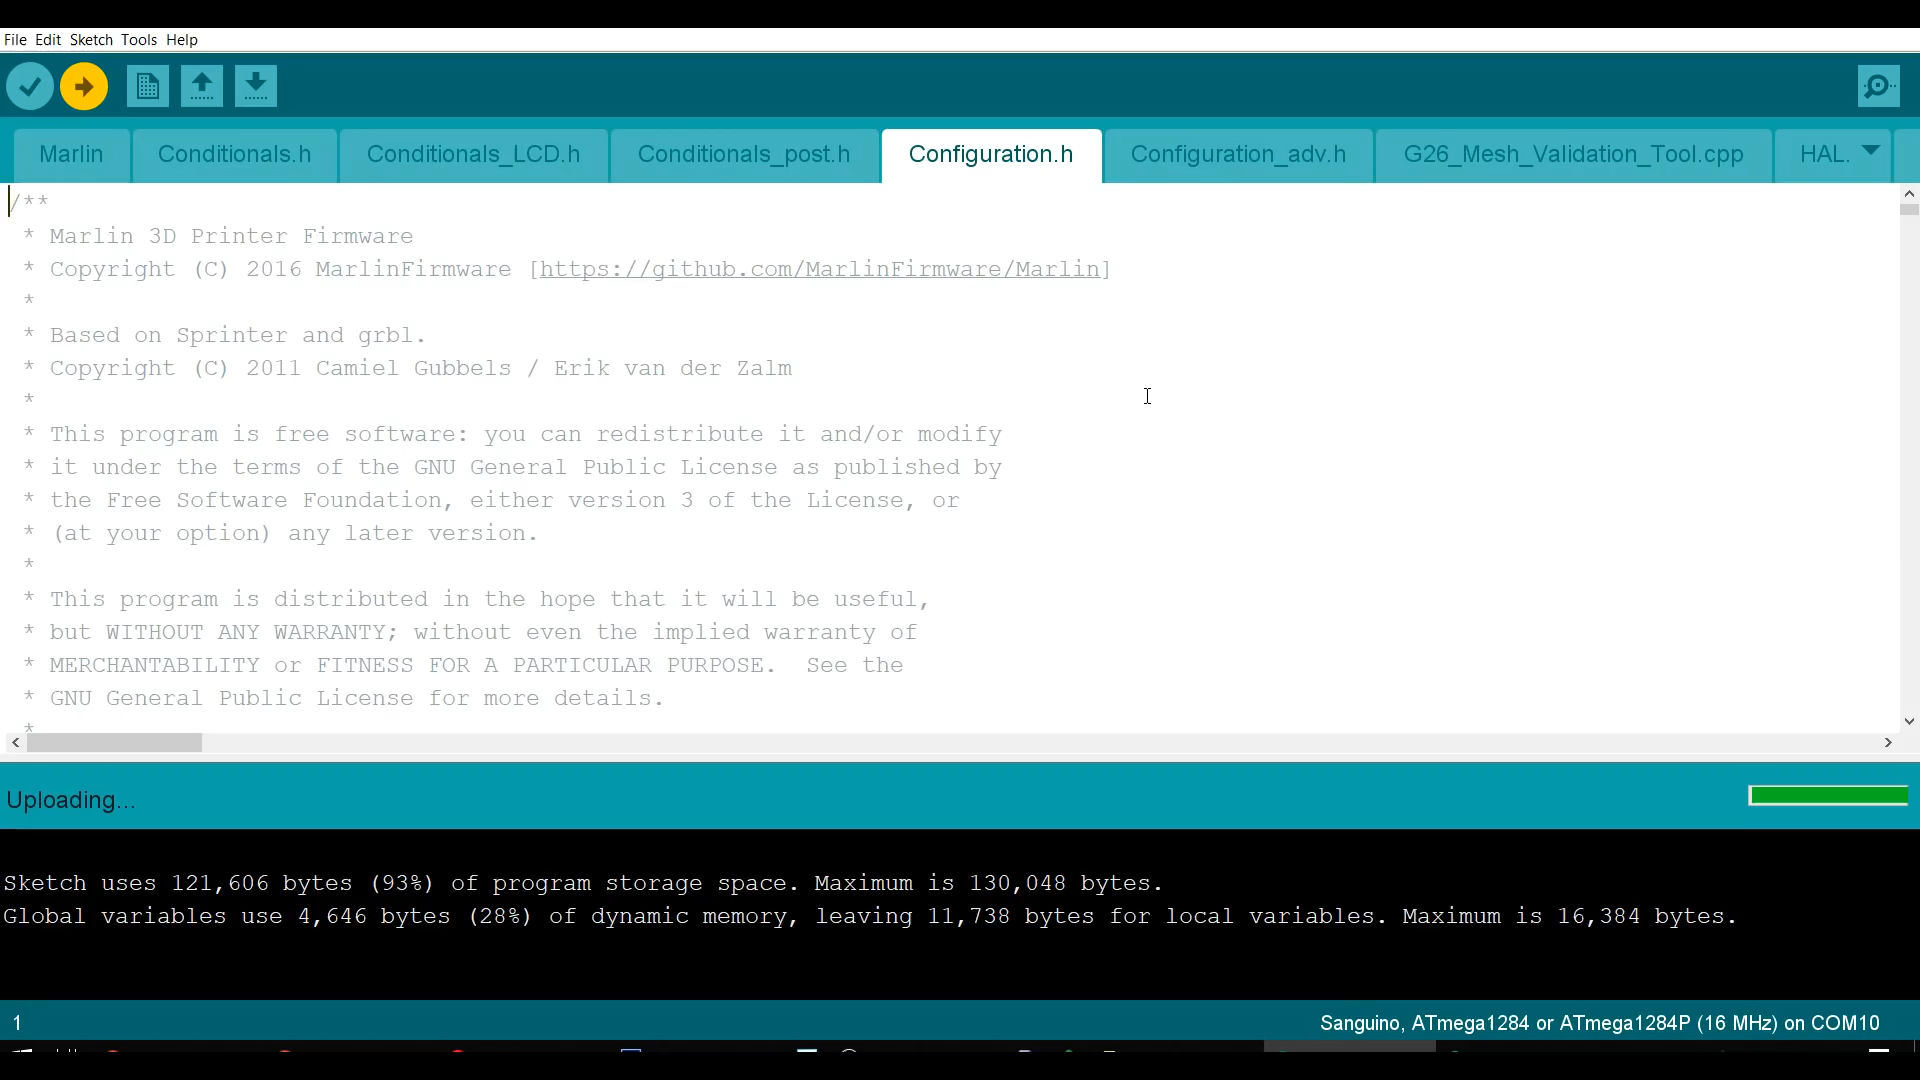 File Edit Sketch Tools Help
Marlin Conditionals.h Conditionals_LCD.h Conditionals_post.h Configuration.h Configuration_adv.h G26_Mesh_Validation_Tool.cpp HAL.
/**
* Marlin 3D Printer Firmware
* Copyright (C) 2016 MarlinFirmware [https://github.com/MarlinFirmware/Marlin]
*
* Based on Sprinter and grbl.
* Copyright (C) 2011 Camiel Gubbels / Erik van der Zalm
*
* This program is free software: you can redistribute it and/or modify
* it under the terms of the GNU General Public License as published by
* the Free Software Foundation, either version 3 of the License, or
* (at your option) any later version.
*
* This program is distributed in the hope that it will be useful,
* but WITHOUT ANY WARRANTY; without even the implied warranty of
* MERCHANTABILITY or FITNESS FOR A PARTICULAR PURPOSE.  See the
* GNU General Public License for more details.
*
Uploading...
Sketch uses 121,606 bytes (93%) of program storage space. Maximum is 130,048 bytes.
Global variables use 4,646 bytes (28%) of dynamic memory, leaving 11,738 bytes for local variables. Maximum is 16,384 bytes.
1 Sanguino, ATmega1284 or ATmega1284P (16 MHz) on COM10